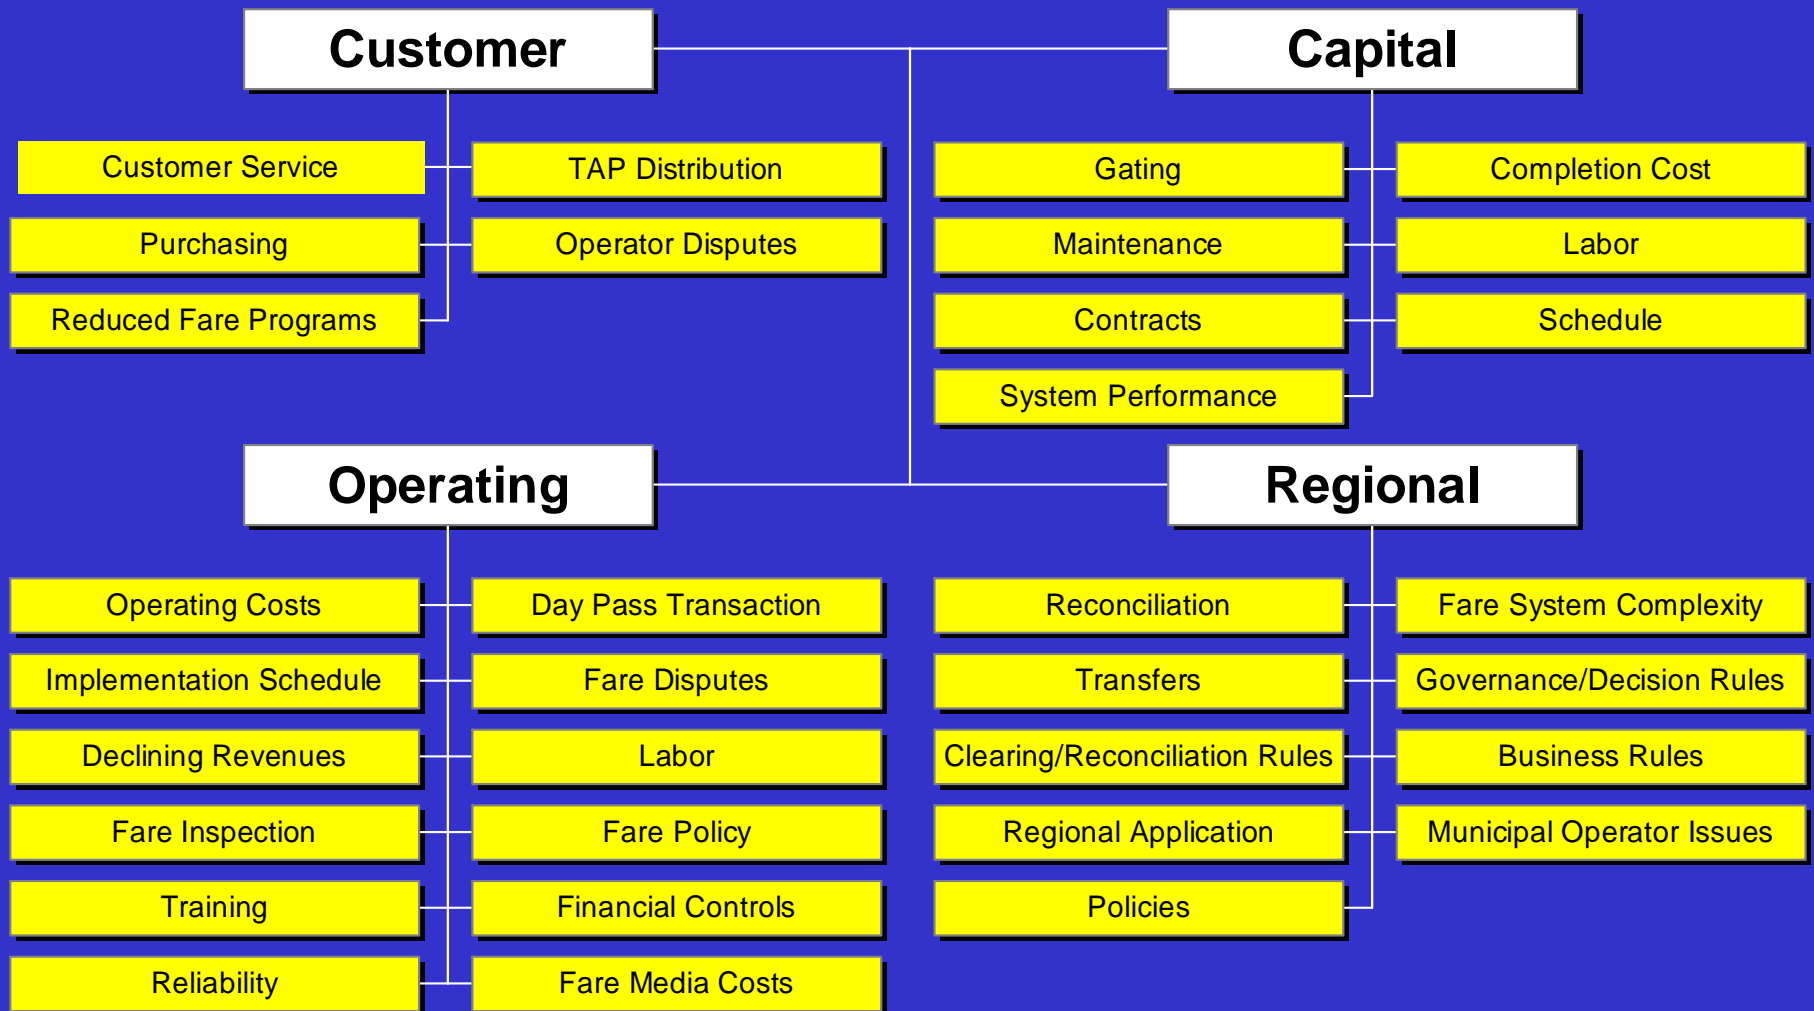 Customer
Capital
Customer Service
TAP Distribution
Purchasing
Operator Disputes
Reduced Fare Programs
Gating
Completion Cost
Maintenance
Labor
Contracts
Schedule
System Performance
Operating
Regional
Operating Costs
Day Pass Transaction
Implementation Schedule
Fare Disputes
Declining Revenues
Labor
Fare Inspection
Fare Policy
Training
Financial Controls
Reliability
Fare Media Costs
Reconciliation
Fare System Complexity
Transfers
Governance/Decision Rules
Clearing/Reconciliation Rules
Business Rules
Regional Application
Municipal Operator Issues
Policies